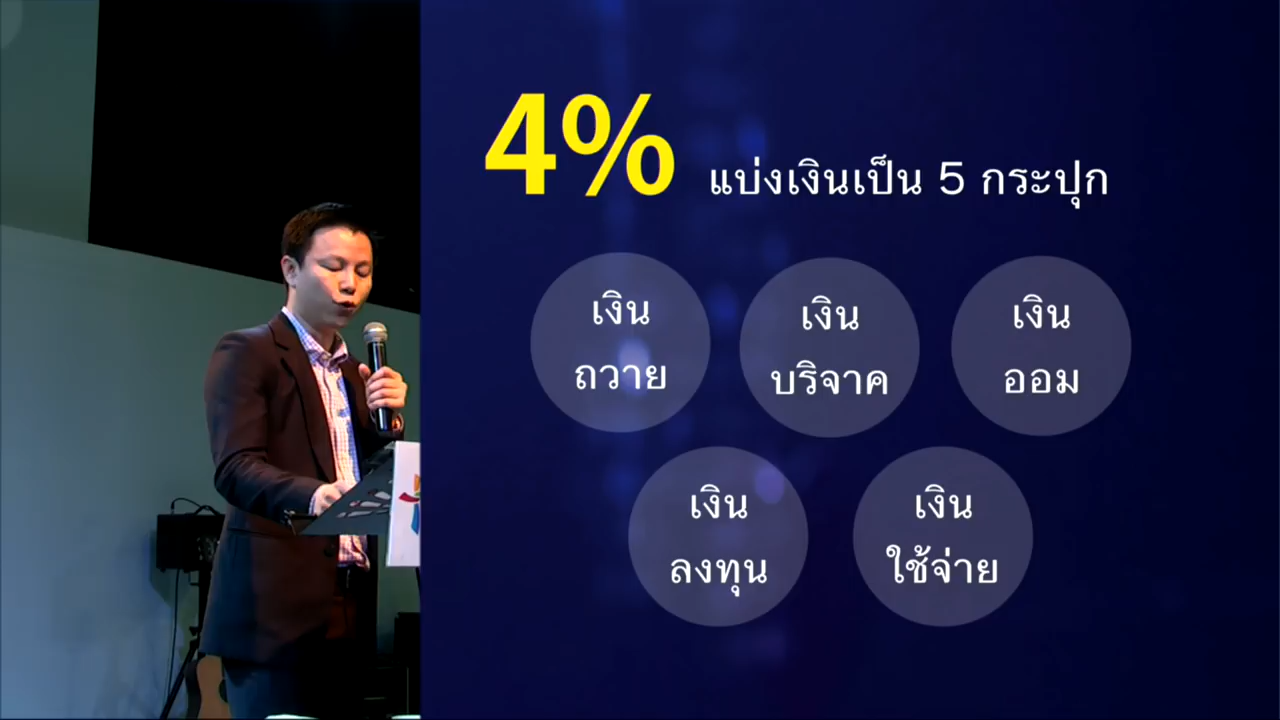 4% แบ่งเงินเป็น 5 กระปุก
เงิน
ถวาย
เงิน
บริจาค
เงิน
ออม
เงิน
ลงทุน
เงิน
ใช้จ่าย